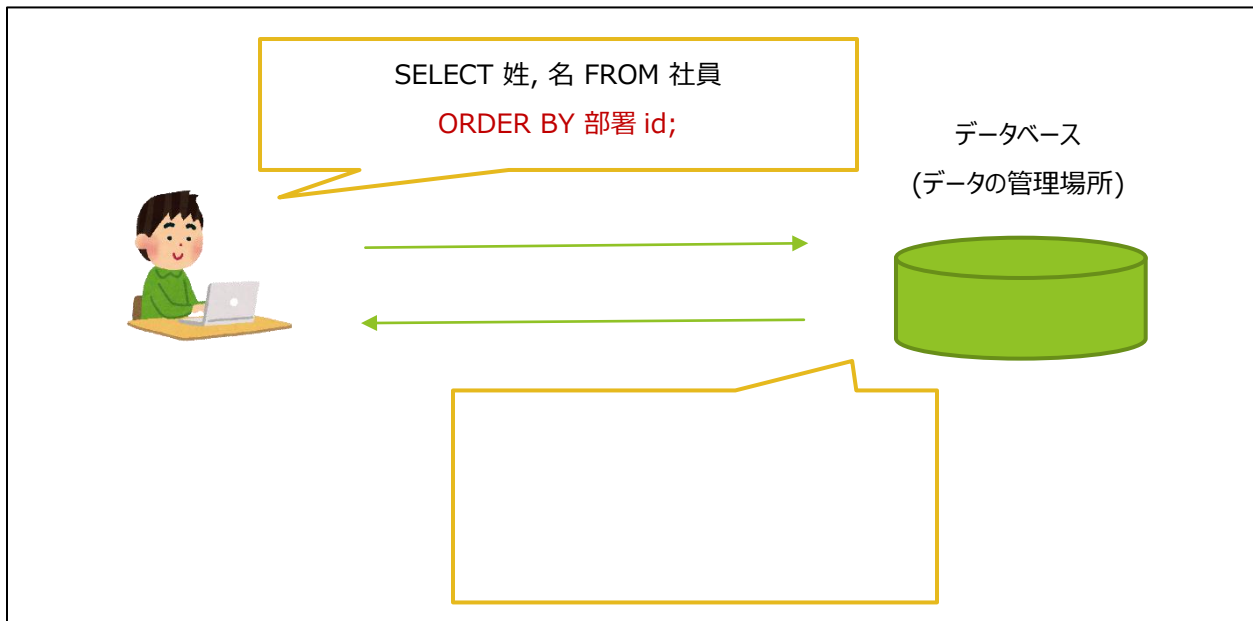 SELECT 姓, 名 FROM 社員
ORDER BY 部署 id;
データベース
(データの管理場所)